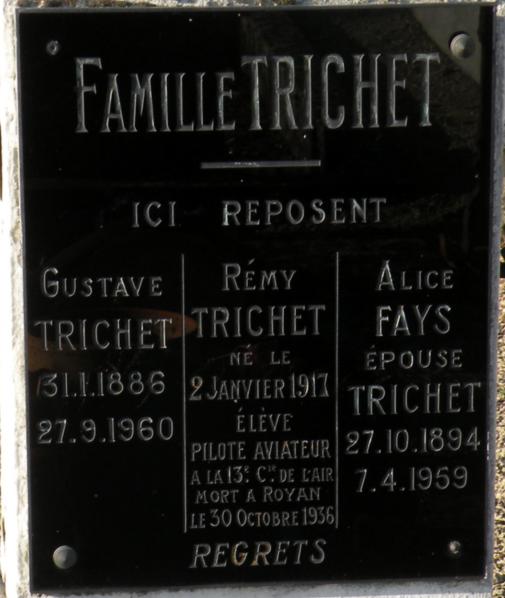 FAMILLE TRICHET
ICI REPOSENT
GUSTAVE
TRICHET
31.1.1886
27.9.1960
RÉMY
TRICHET
NÉ LE
2 JANVIER 1917
ÉLÈVE
PILOTE AVIATEUR
A LA 13.e Cie DE L'AIR
MORT A ROYAN
LE 30 OCTOBRE 1936
ALICE
FAYS
ÉPOUSE
TRICHET
27.10.1894
7.4.1959
REGRETS